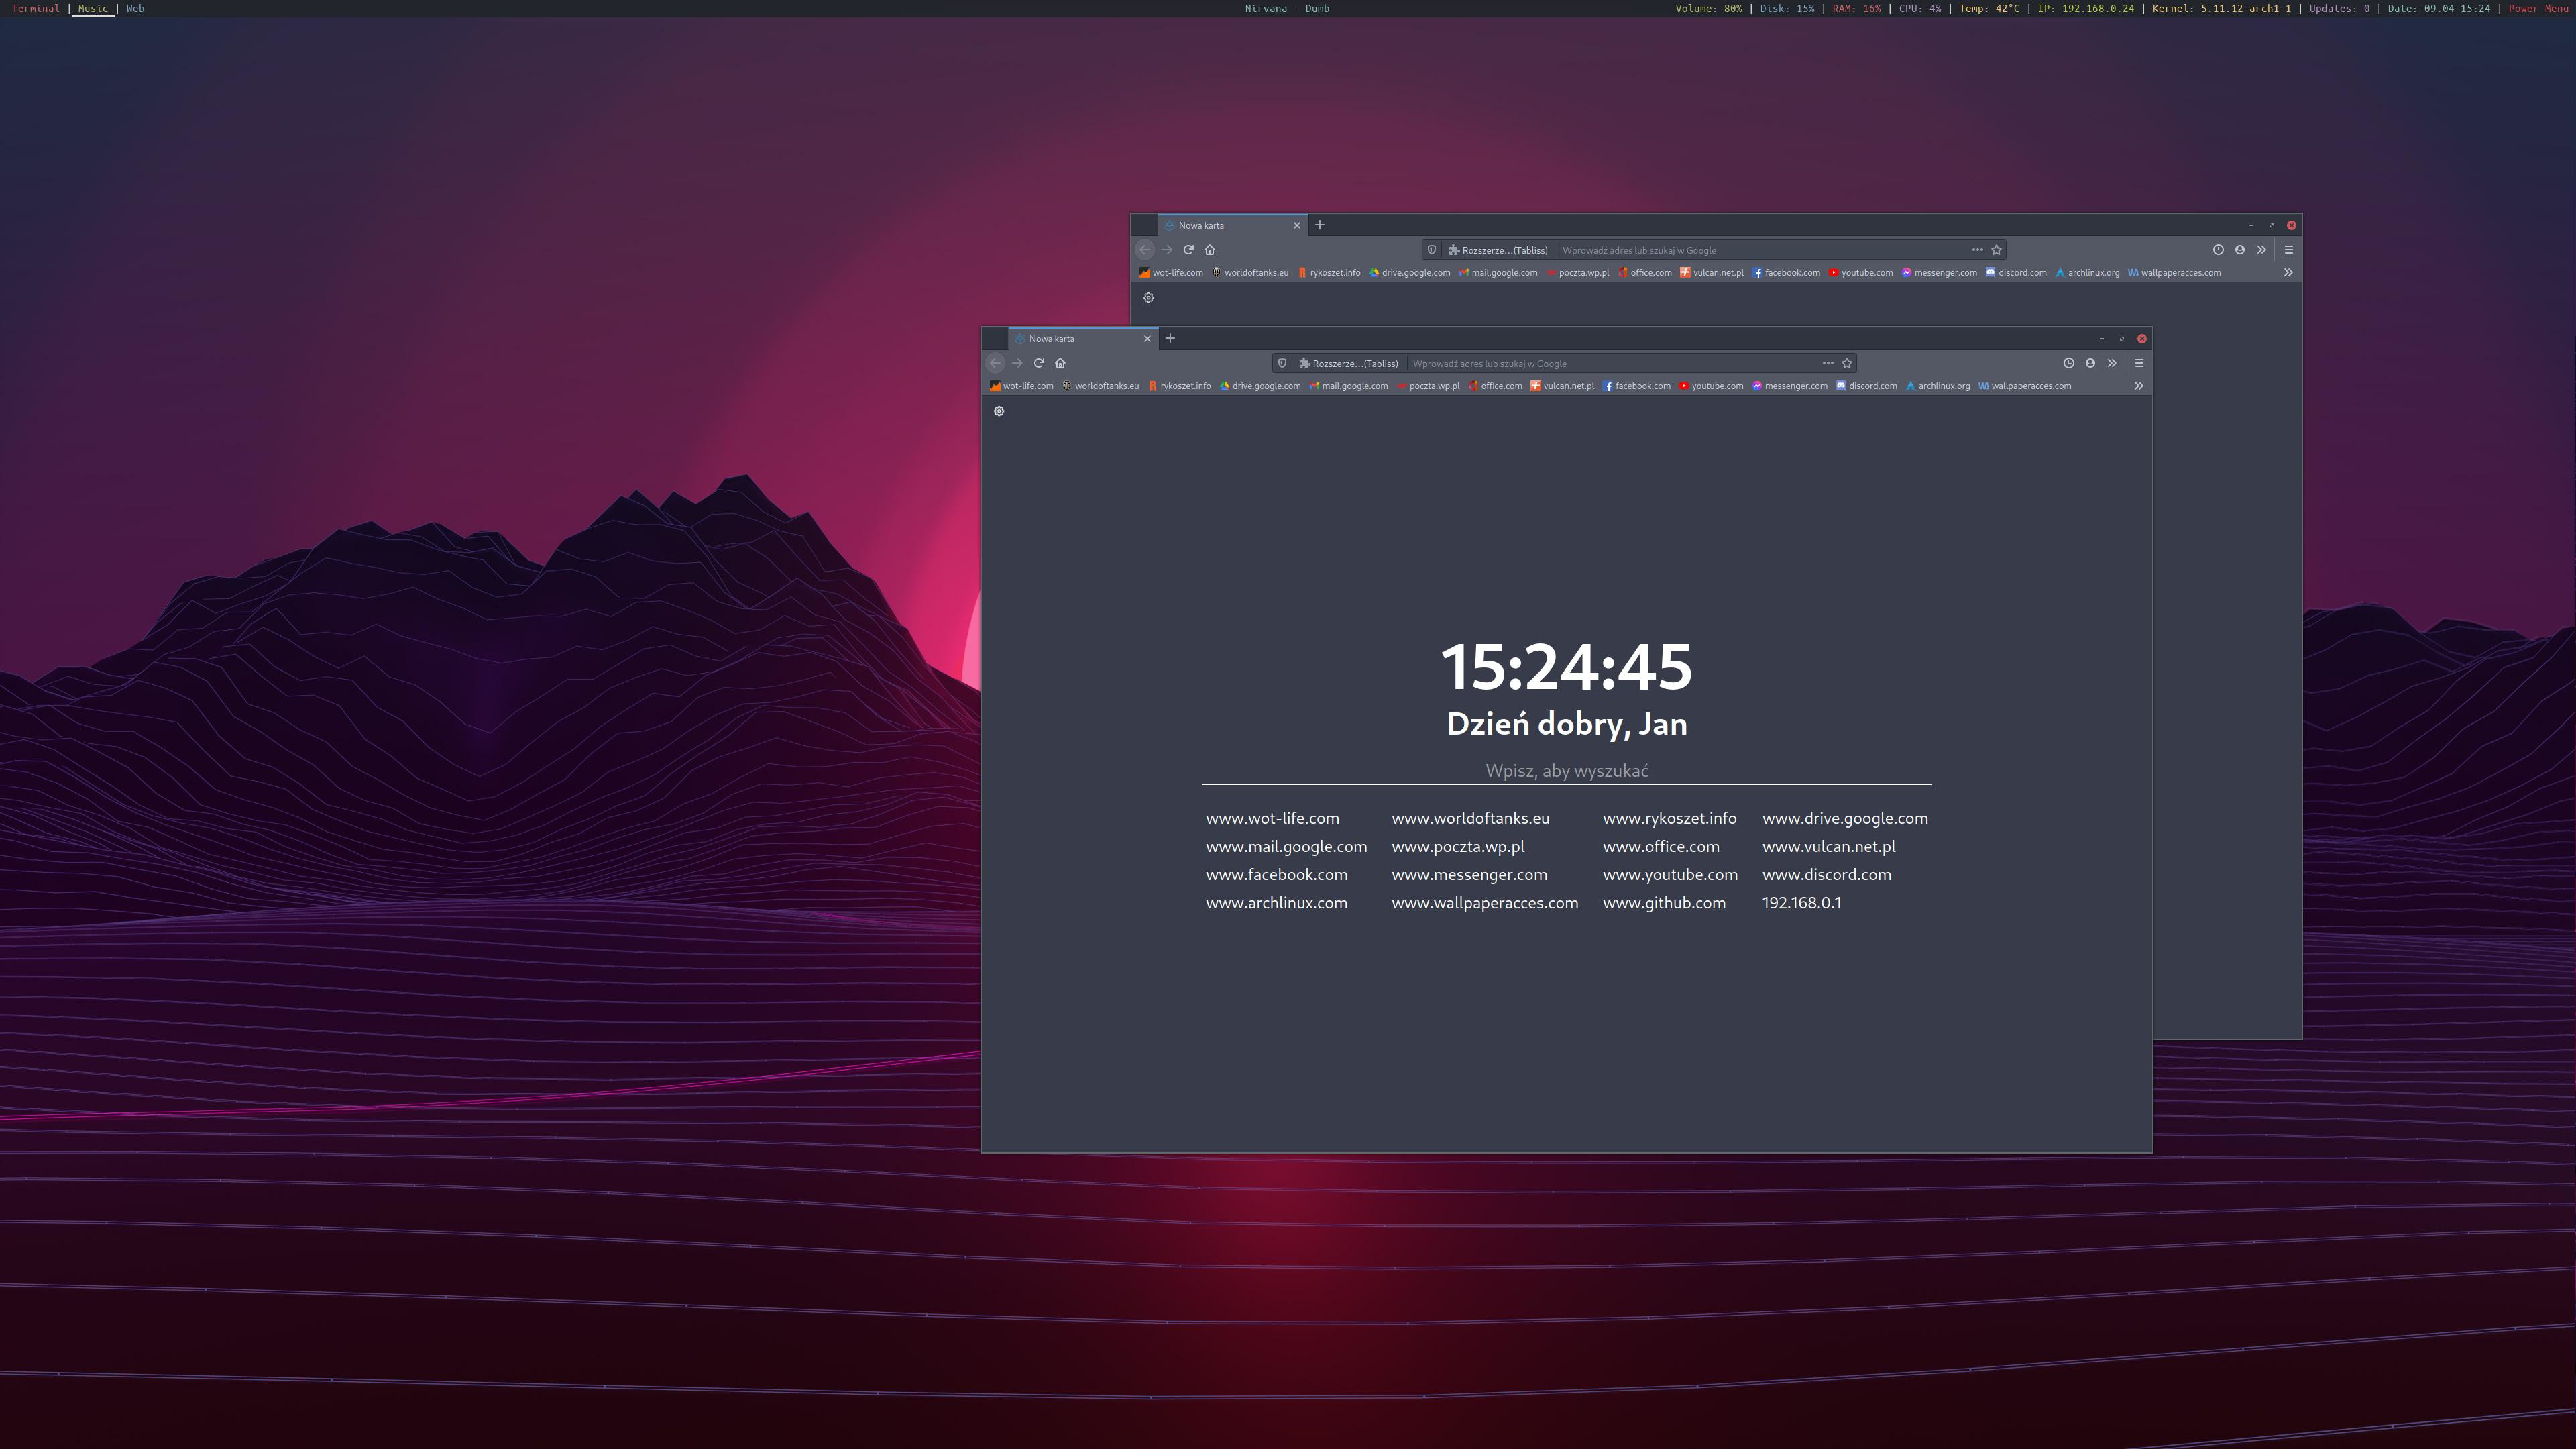 Terminal | Music | Web
Nirvana - Dumb
Volume: 80% | Disk: 15% | RAM: 16% | CPU: 4% | Temp: 42°C | IP: 192.168.0.24 | Kernel: 5.11.12-arch1-1 | Updates: 0 | Date: 09.04 15:24 | Power Menu
Nowa karta
Rozszerze...(Tabliss) Wprowadź adres lub szukaj w Google
wot-life.com worldoftanks.eu rykoszet.info drive.google.com mail.google.com poczta.wp.pl office.com vulcan.net.pl facebook.com youtube.com messenger.com discord.com archlinux.org wallpaperacces.com
Nowa karta
Rozszerze...(Tabliss) Wprowadź adres lub szukaj w Google
wot-life.com worldoftanks.eu rykoszet.info drive.google.com mail.google.com poczta.wp.pl office.com vulcan.net.pl facebook.com youtube.com messenger.com discord.com archlinux.org wallpaperacces.com
15:24:45
Dzień dobry, Jan
Wpisz, aby wyszukać
www.wot-life.com www.worldoftanks.eu www.rykoszet.info www.drive.google.com
www.mail.google.com www.poczta.wp.pl www.office.com www.vulcan.net.pl
www.facebook.com www.messenger.com www.youtube.com www.discord.com
www.archlinux.com www.wallpaperacces.com www.github.com 192.168.0.1